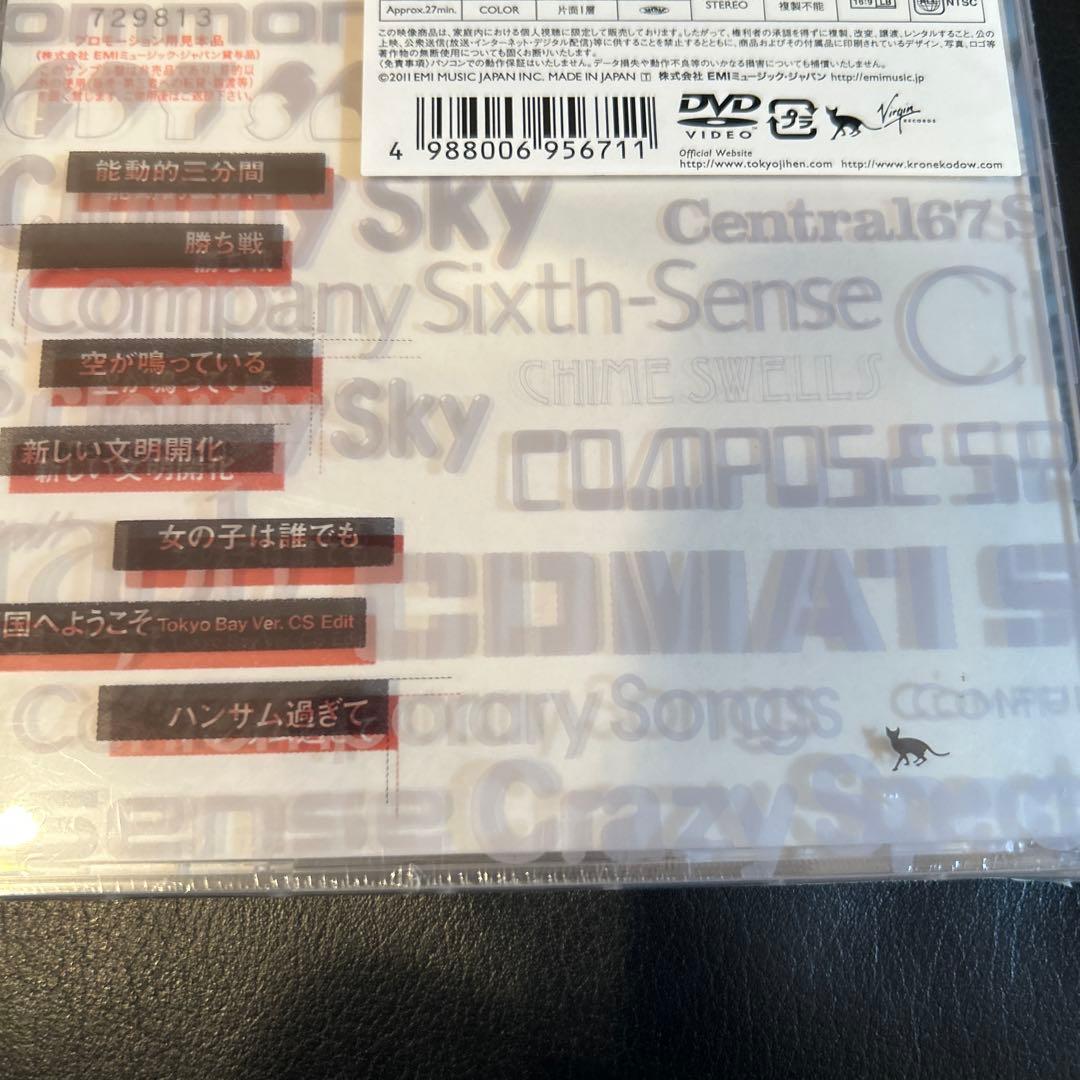 729813
プロモーション用見本品
(株式会社 EMIミュージック・ジャパン賞与品)
Approx.27min.
COLOR
片面1層
STEREO
複製不能
16:9 LB
ALL
NTSC
この映像商品は、家庭内における個人視聴に限定して販売しております。したがって、権利者の承認を得ずに複製、改変、譲渡、レンタルすること、公の
上映、公衆送信(放送・インターネット・デジタル配信)等に供することを禁止するとともに、商品およびその付属品に印刷されているデザイン、写真、ロゴ等
著作物の無断使用についても固くお断りいたします。
〈免責事項〉パソコンでの動作保証はいたしません。データ損失や動作不良等のいかなる損害についても補償いたしません。
©2011 EMI MUSIC JAPAN INC. MADE IN JAPAN 株式会社 EMIミュージック・ジャパン http://emimusic.jp
4 988006 956711
DVD
VIDEO
プラ
Virgin
RECORDS
Official Website
http://www.tokyojihen.com http://www.kronekodow.com
能動的三分間
Sky
Central67 S
勝ち戦
Company Sixth-Sense
空が鳴っている
CHIME SWELLS
Cloudy Sky
新しい文明開化
COMPOSE SE
女の子は誰でも
国へようこそ Tokyo Bay Ver. CS Edit
ハンサム過ぎて
Songs
Crazy Spect